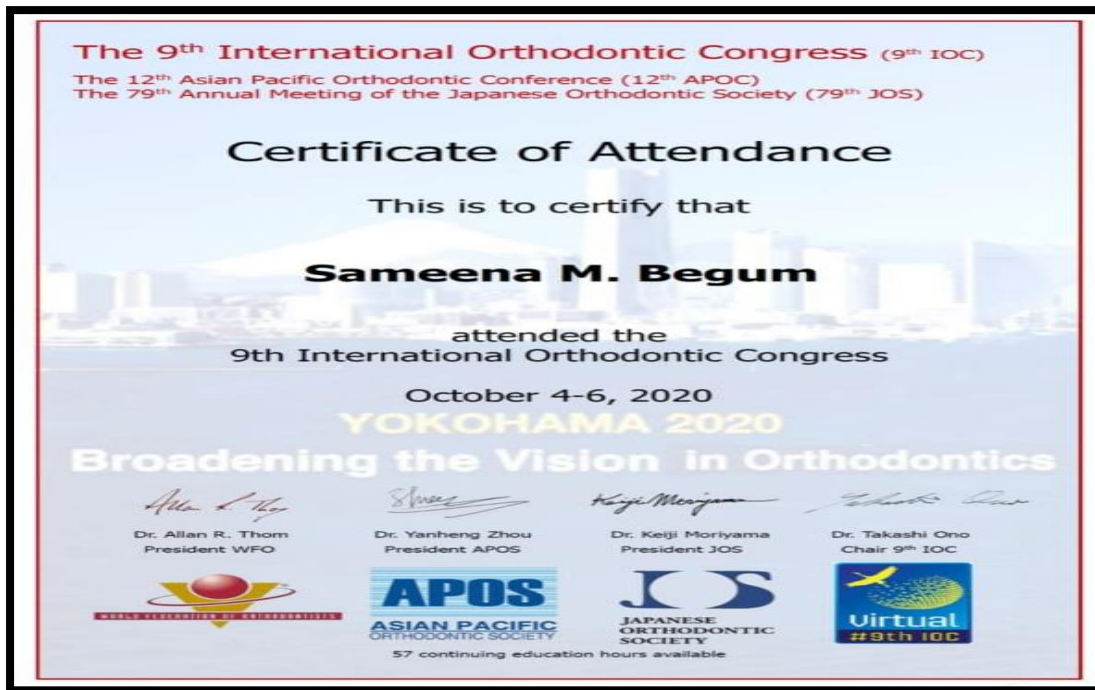 The 9th International Orthodontic Congress (9th IOC)
The 12th Asian Pacific Orthodontic Conference (12th APOC)
The 79th Annual Meeting of the Japanese Orthodontic Society (79th JOS)
Certificate of Attendance
This is to certify that
Sameena M. Begum
attended the
9th International Orthodontic Congress
October 4-6, 2020
YOKOHAMA 2020
Broadening the Vision in Orthodontics
Dr. Allan R. Thom
President WFO
Dr. Yanheng Zhou
President APOS
Dr. Keiji Moriyama
President JOS
Dr. Takashi Ono
Chair 9th IOC
WORLD FEDERATION OF ORTHODONTISTS
APOS
ASIAN PACIFIC
ORTHODONTIC SOCIETY
JOS
JAPANESE
ORTHODONTIC
SOCIETY
Virtual
#9th IOC
57 continuing education hours available